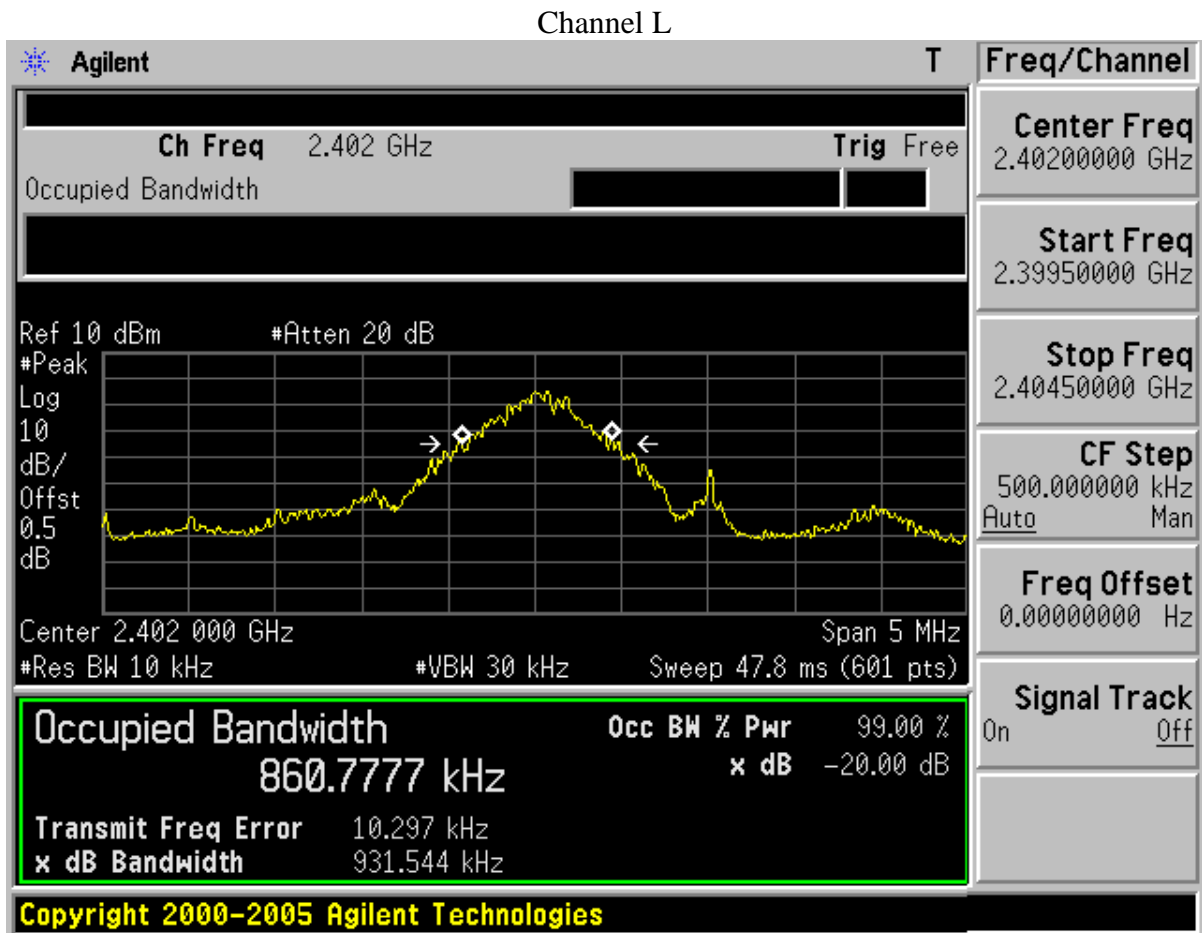 Channel L
Agilent T Freq/Channel
Ch Freq 2.402 GHz Trig Free
Occupied Bandwidth
Center Freq
2.40200000 GHz
Start Freq
2.39950000 GHz
Stop Freq
2.40450000 GHz
CF Step
500.000000 kHz
Auto Man
Freq Offset
0.00000000 Hz
Signal Track
On Off
Ref 10 dBm #Atten 20 dB
#Peak
Log
10
dB/
Offst
0.5
dB
Center 2.402 000 GHz Span 5 MHz
#Res BW 10 kHz #VBW 30 kHz Sweep 47.8 ms (601 pts)
Occupied Bandwidth Occ BW % Pwr 99.00 %
860.7777 kHz x dB -20.00 dB
Transmit Freq Error 10.297 kHz
x dB Bandwidth 931.544 kHz
Copyright 2000-2005 Agilent Technologies